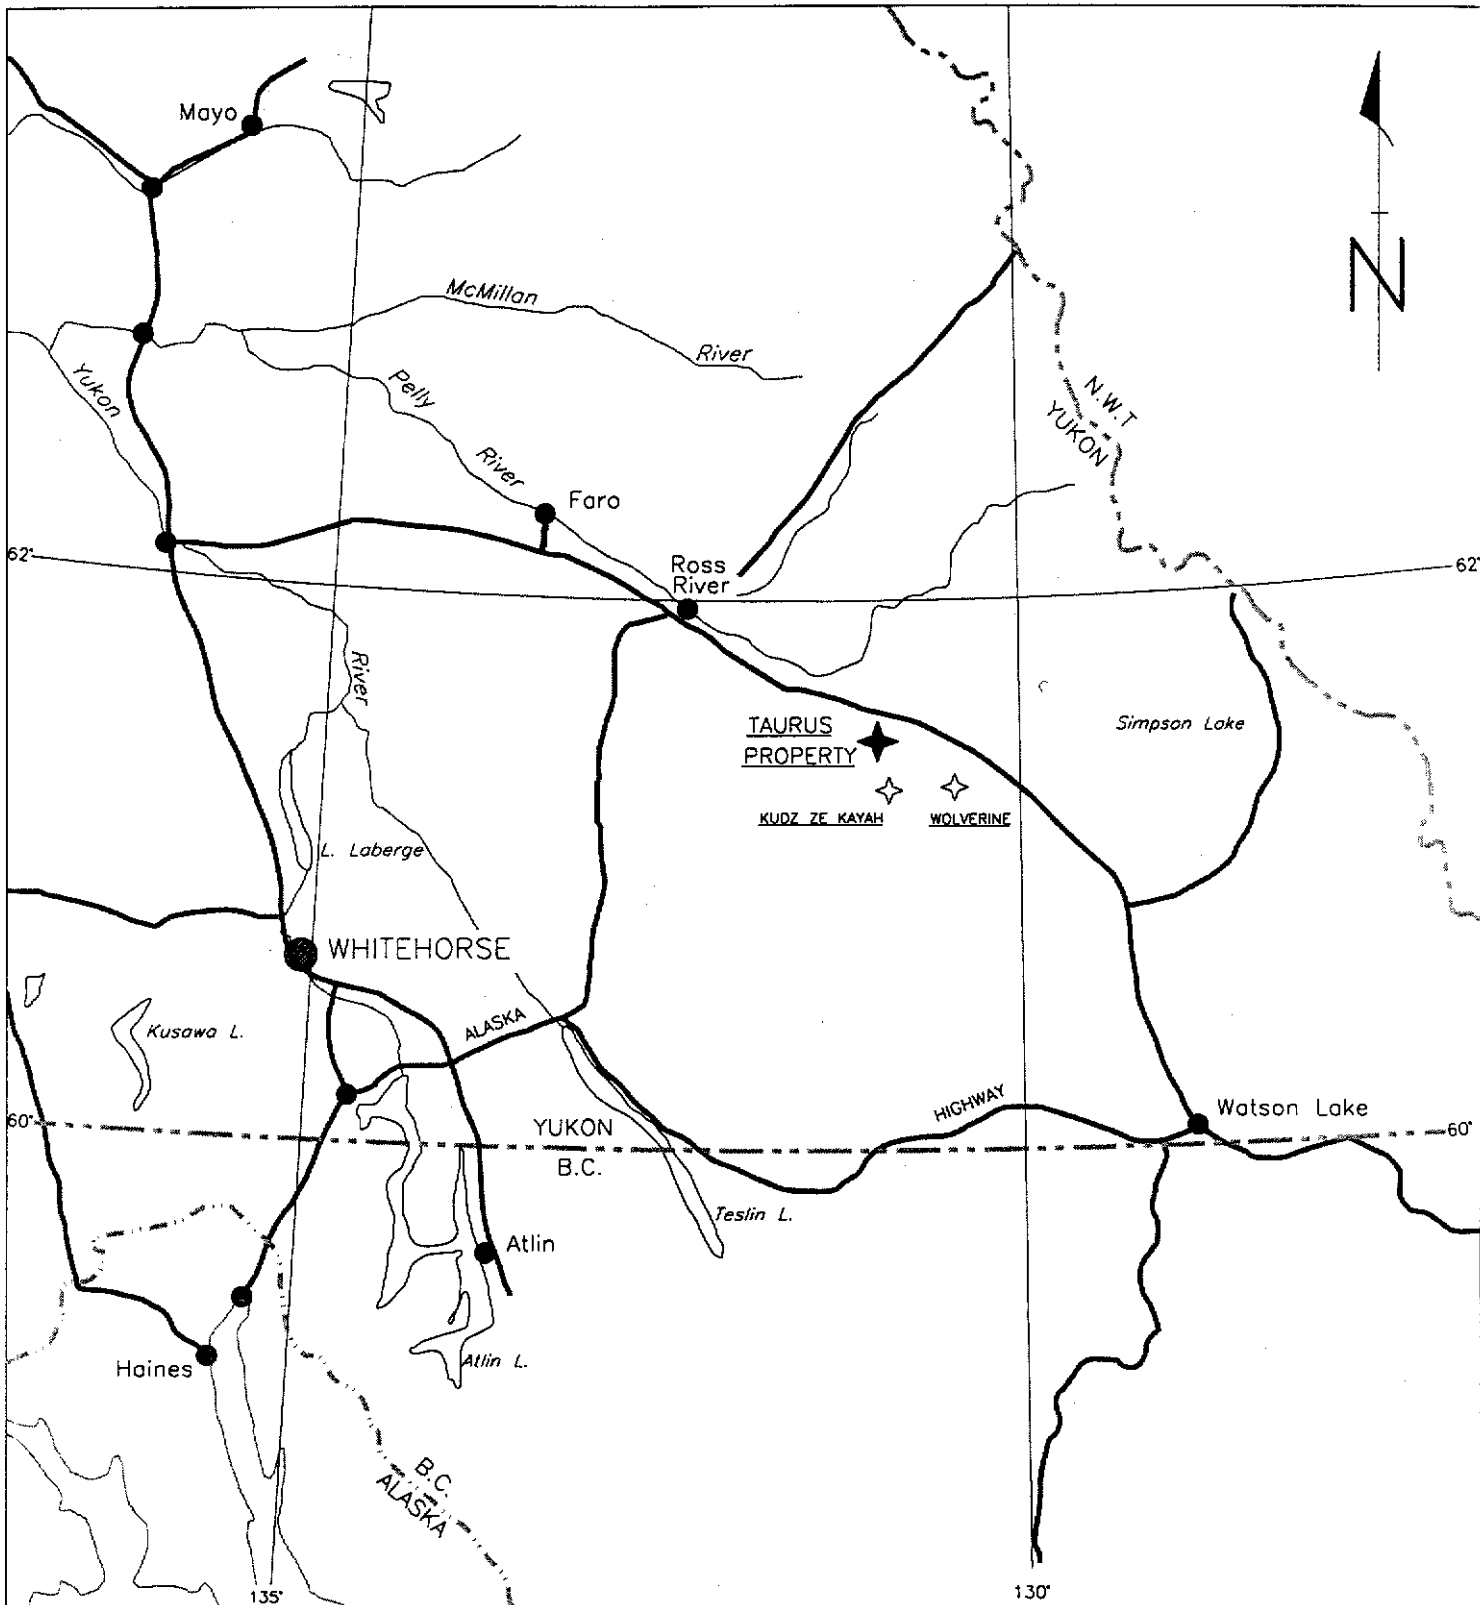 Mayo
N
McMillan
River
Yukon
Pelly
River
N.W.T
YUKON
Faro
62°
Ross
River
62°
River
TAURUS
PROPERTY
Simpson Lake
KUDZ ZE KAYAH
WOLVERINE
L. Laberge
WHITEHORSE
Kusawa L.
ALASKA
HIGHWAY
Watson Lake
60°
YUKON
B.C.
60°
Teslin L.
Atlin
Haines
Atlin L.
B.C.
ALASKA
135°
130°